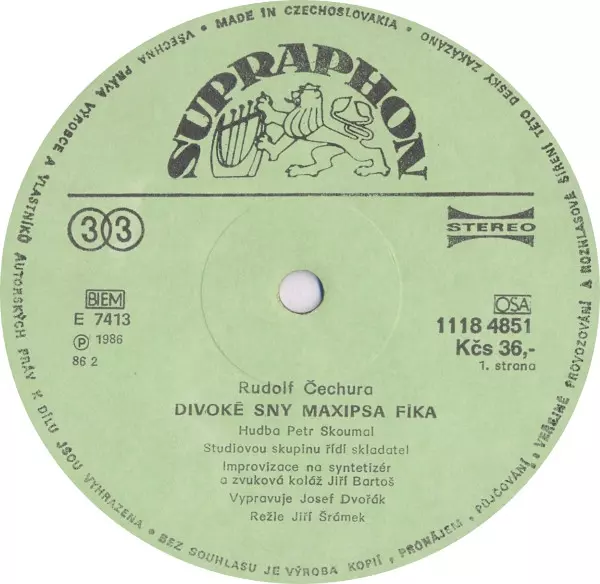 VŠECHNA PRÁVA VÝROBCE A VLASTNÍKŮ AUTORSKÝCH PRÁV K DÍLU JSOU VYHRAZENA • BEZ SOUHLASU JE VÝROBA KOPIÍ, PRONÁJEM, PŮJČOVÁNÍ A VEŘEJNÉ PROVOZOVÁNÍ A ROZHLASOVÉ ŠÍŘENÍ TÉTO DESKY ZAKÁZÁNO • MADE IN CZECHOSLOVAKIA •
SUPRAPHON
33
STEREO
BIEM
E 7413
Ⓟ 1986
86 2
OSA
1118 4851
Kčs 36,-
1. strana
Rudolf Čechura
DIVOKÉ SNY MAXIPSA FÍKA
Hudba Petr Skoumal
Studiovou skupinu řídí skladatel
Improvizace na syntetizér
a zvuková koláž Jiří Bartoš
Vypravuje Josef Dvořák
Režie Jiří Šrámek